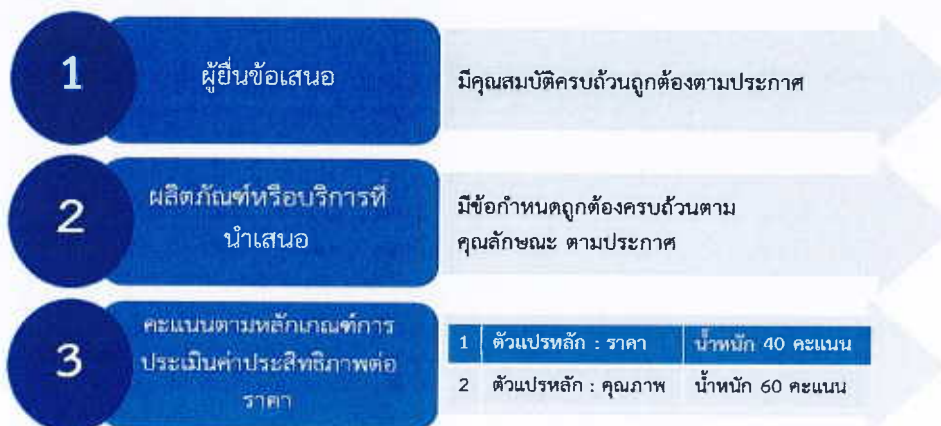 1
ผู้ยื่นข้อเสนอ
มีคุณสมบัติครบถ้วนถูกต้องตามประกาศ
2
ผลิตภัณฑ์หรือบริการที่
นำเสนอ
มีข้อกำหนดถูกต้องครบถ้วนตาม
คุณลักษณะ ตามประกาศ
3
คะแนนตามหลักเกณฑ์การ
ประเมินค่าประสิทธิภาพต่อ
ราคา
1 ตัวแปรหลัก : ราคา น้ำหนัก 40 คะแนน
2 ตัวแปรหลัก : คุณภาพ น้ำหนัก 60 คะแนน